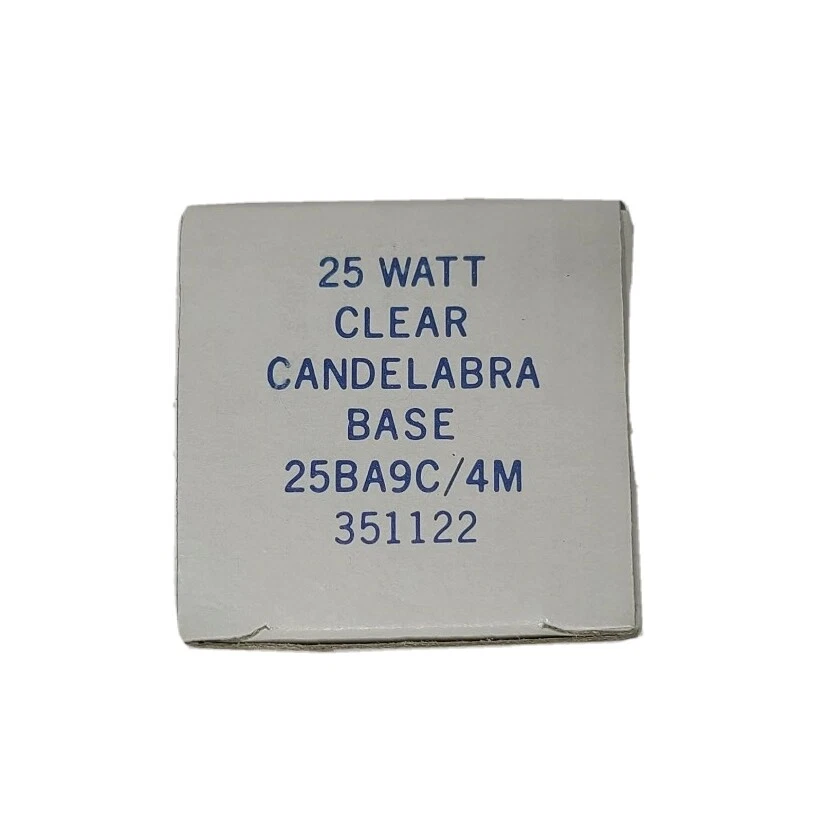 25 WATT
CLEAR
CANDELABRA
BASE
25BA9C/4M
351122